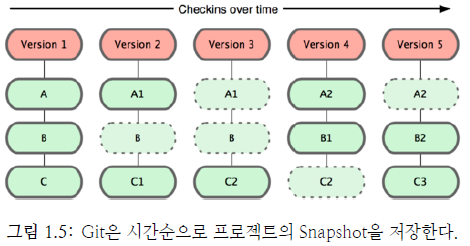 Checkins over time
Version 1 Version 2 Version 3 Version 4 Version 5
A A1 A1 A2 A2
B B B B1 B2
C C1 C2 C2 C3
그림 1.5: Git은 시간순으로 프로젝트의 Snapshot을 저장한다.